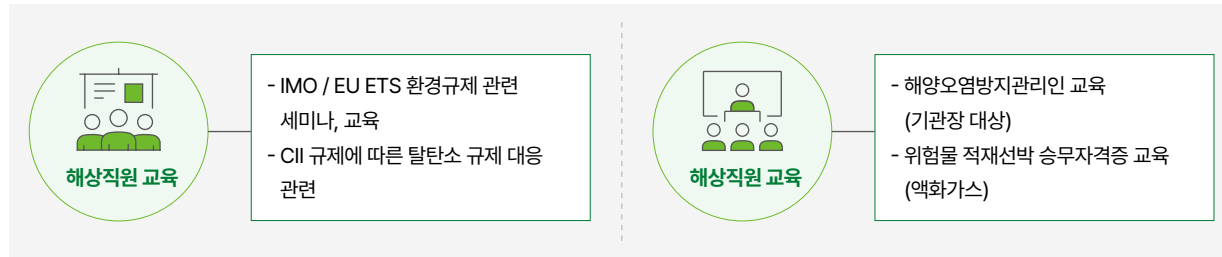 해상직원 교육
- IMO / EU ETS 환경규제 관련
세미나, 교육
- CII 규제에 따른 탈탄소 규제 대응
관련
해상직원 교육
- 해양오염방지관리인 교육
(기관장 대상)
- 위험물 적재선박 승무자격증 교육
(액화가스)